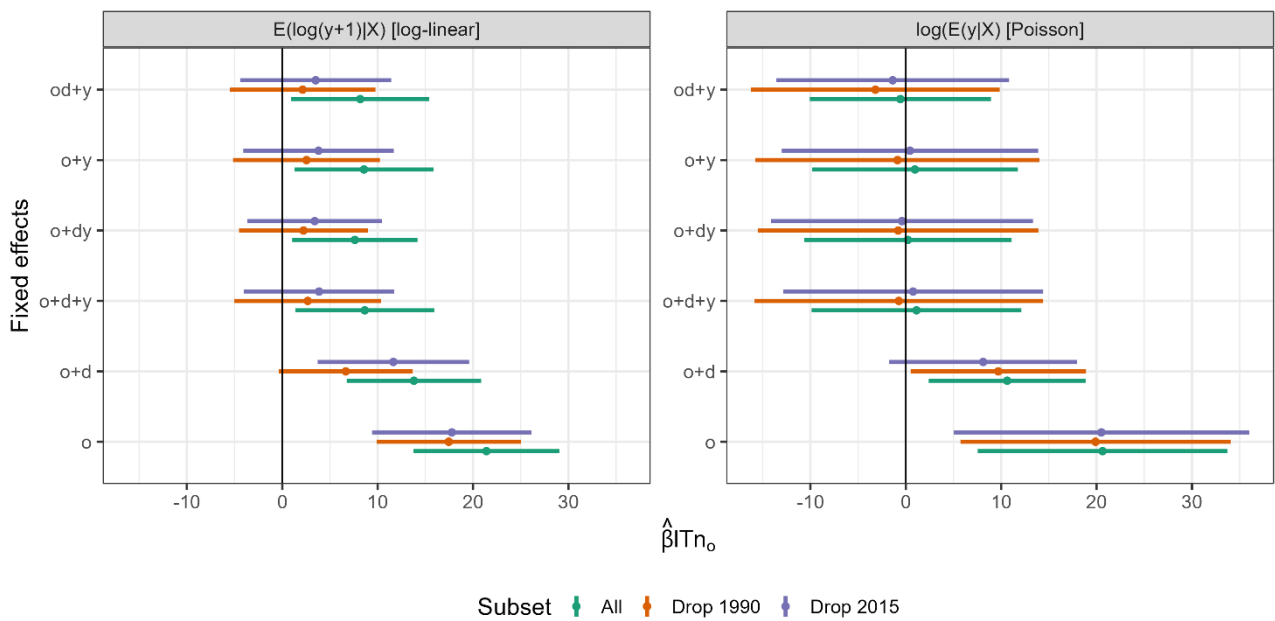 E(log(y+1)|X) [log-linear]
log(E(y|X) [Poisson]
Fixed effects
od+y
o+y
o+dy
o+d+y
o+d
o
-10 0 10 20 30
-10 0 10 20 30
β̂ITnₒ
Subset All Drop 1990 Drop 2015